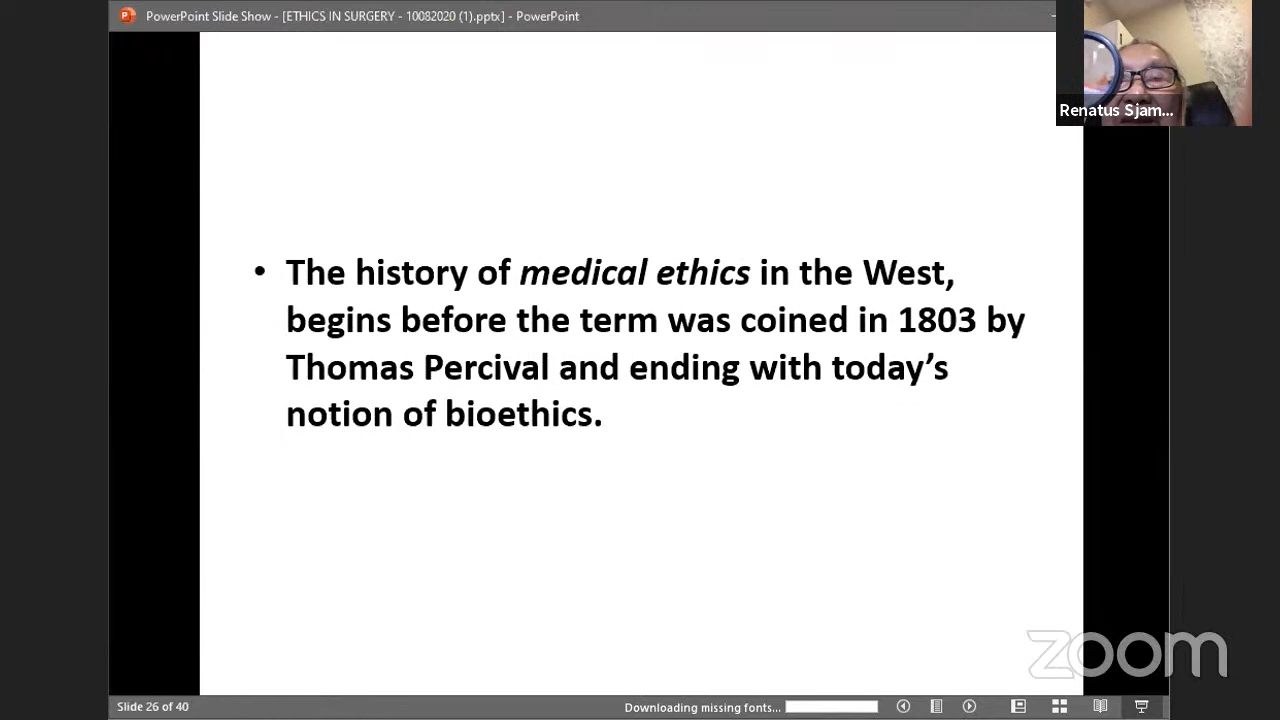 PowerPoint Slide Show - [ETHICS IN SURGERY - 10082020 (1).pptx] - PowerPoint
Renatus Sjam...
• The history of medical ethics in the West,
begins before the term was coined in 1803 by
Thomas Percival and ending with today’s
notion of bioethics.
zoom
Slide 26 of 40
Downloading missing fonts...